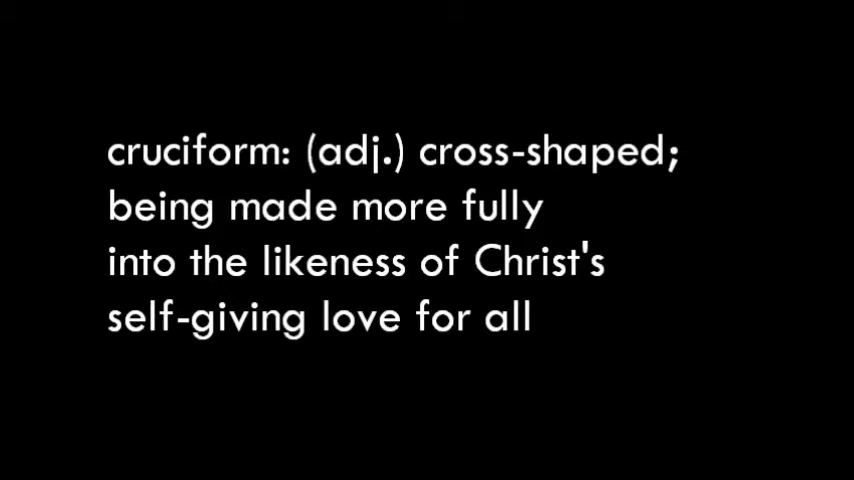 cruciform: (adj.) cross-shaped;
being made more fully
into the likeness of Christ's
self-giving love for all